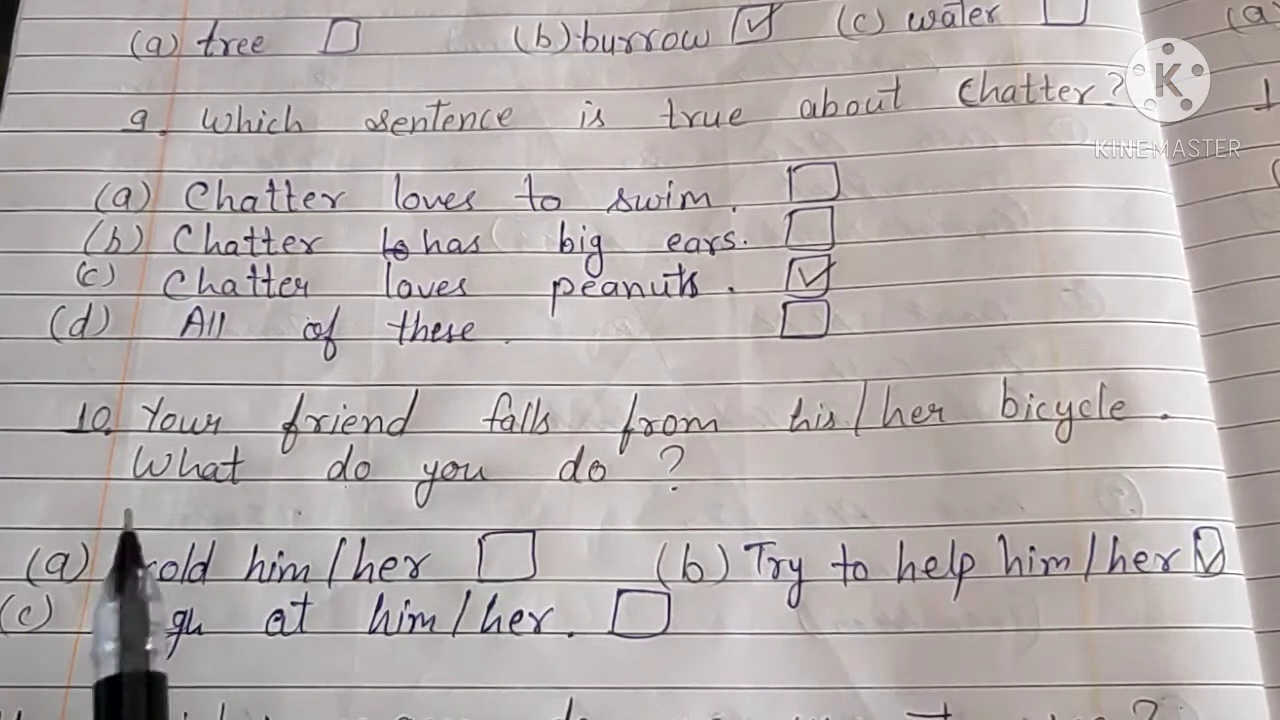 (a) tree (b) burrow (c) water (a)
9. Which sentence is true about Chatter?
KINEMASTER
(a) Chatter loves to swim.
(b) Chatter has big ears.
(c) Chatter loves peanuts.
(d) All of these.
10. Your friend falls from his/her bicycle.
What do you do?
(a) him/her (b) Try to help him/her
(c) at him/her.